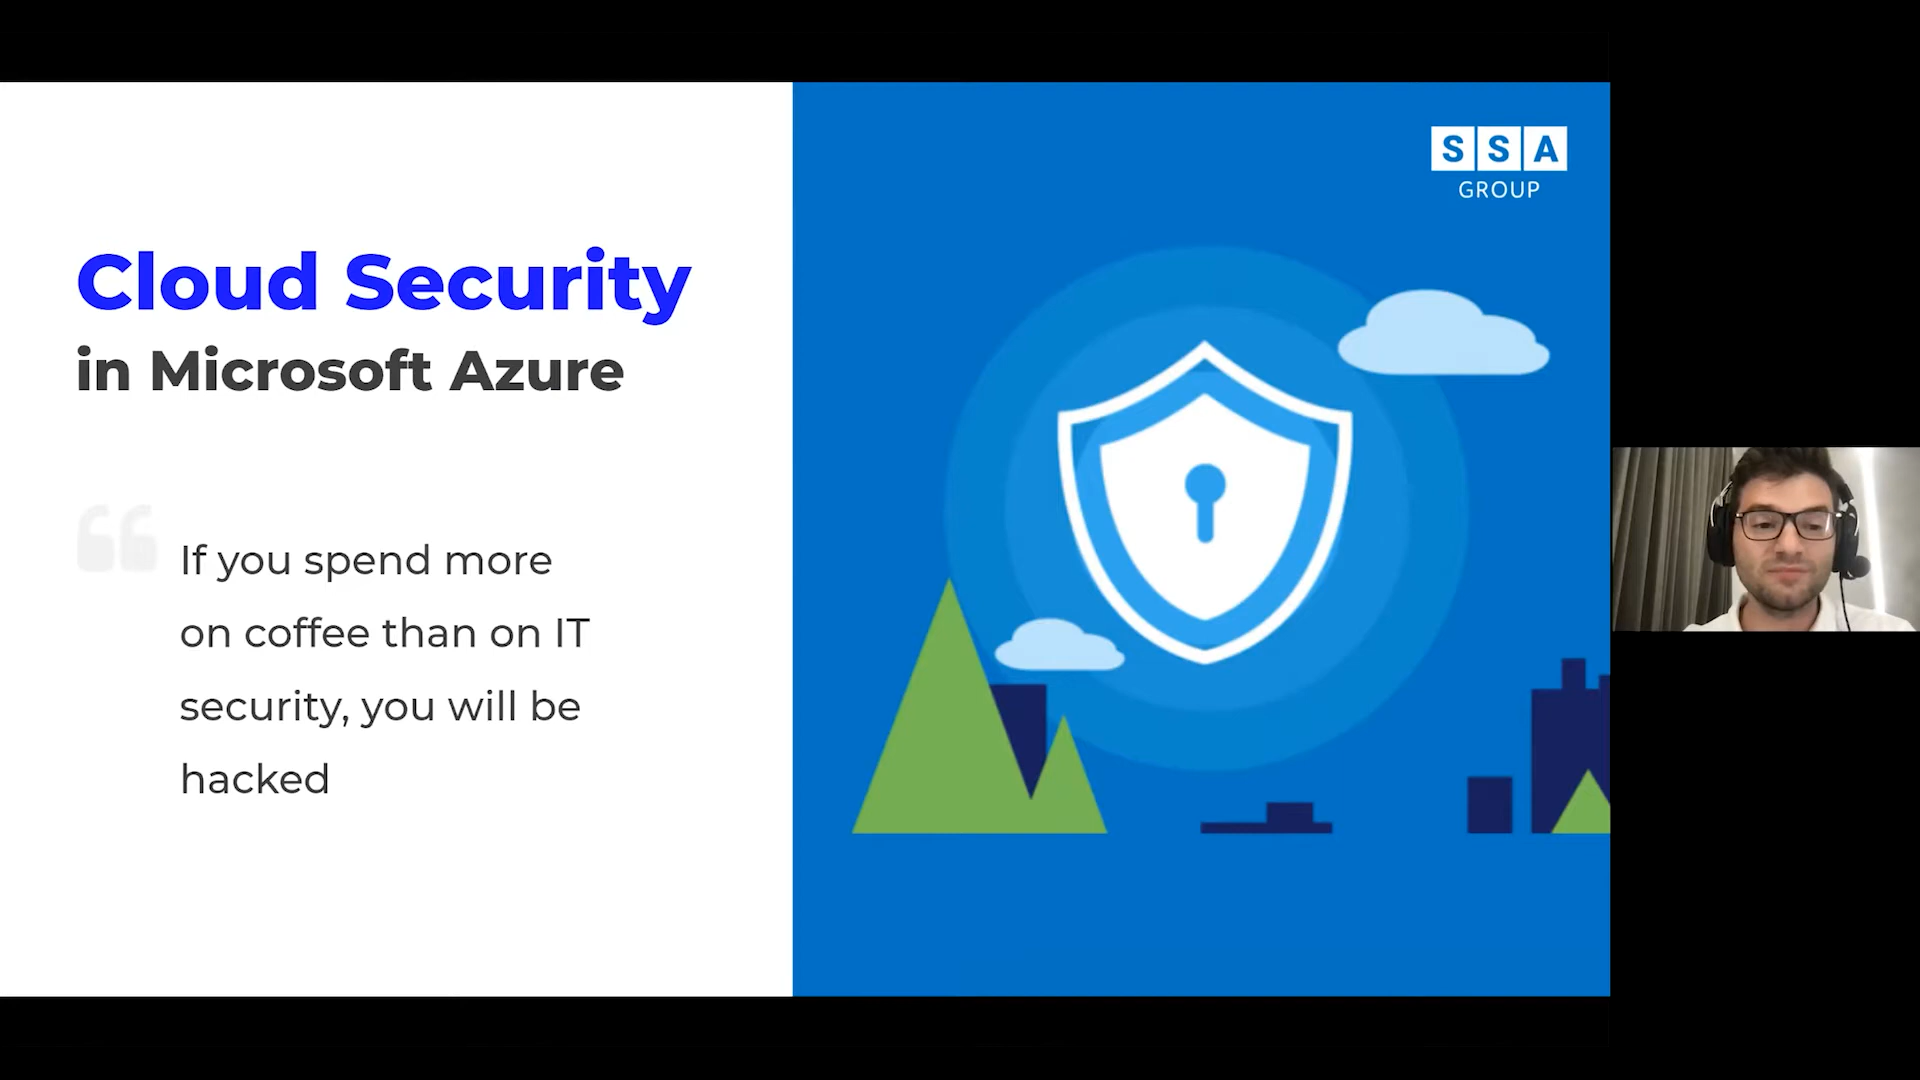 SSA
GROUP
Cloud Security
in Microsoft Azure
“
If you spend more
on coffee than on IT
security, you will be
hacked